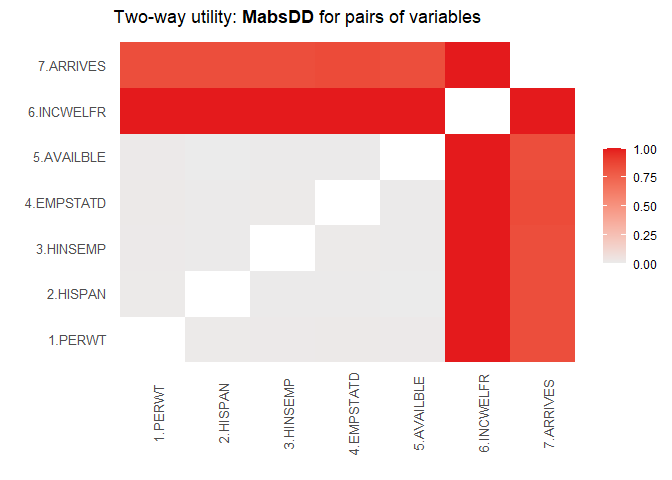 Two-way utility: MabsDD for pairs of variables
7.ARRIVES
6.INCWELFR
5.AVAILBLE
4.EMPSTATD
3.HINSEMP
2.HISPAN
1.PERWT
1.00
0.75
0.50
0.25
0.00
1.PERWT
2.HISPAN
3.HINSEMP
4.EMPSTATD
5.AVAILBLE
6.INCWELFR
7.ARRIVES